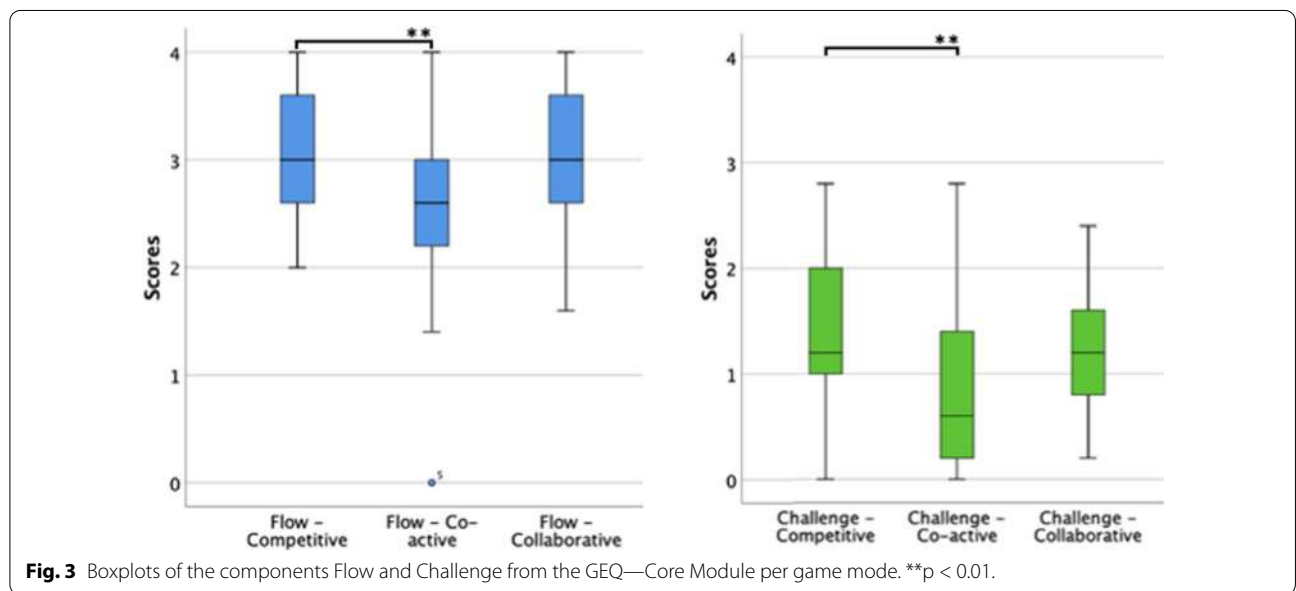 **
4
3
2
1
0
Scores
5
Flow –
Competitive
Flow – Co-
active
Flow –
Collaborative
**
4
3
2
1
0
Scores
Challenge –
Competitive
Challenge –
Co-active
Challenge –
Collaborative
Fig. 3 Boxplots of the components Flow and Challenge from the GEQ—Core Module per game mode. **p < 0.01.